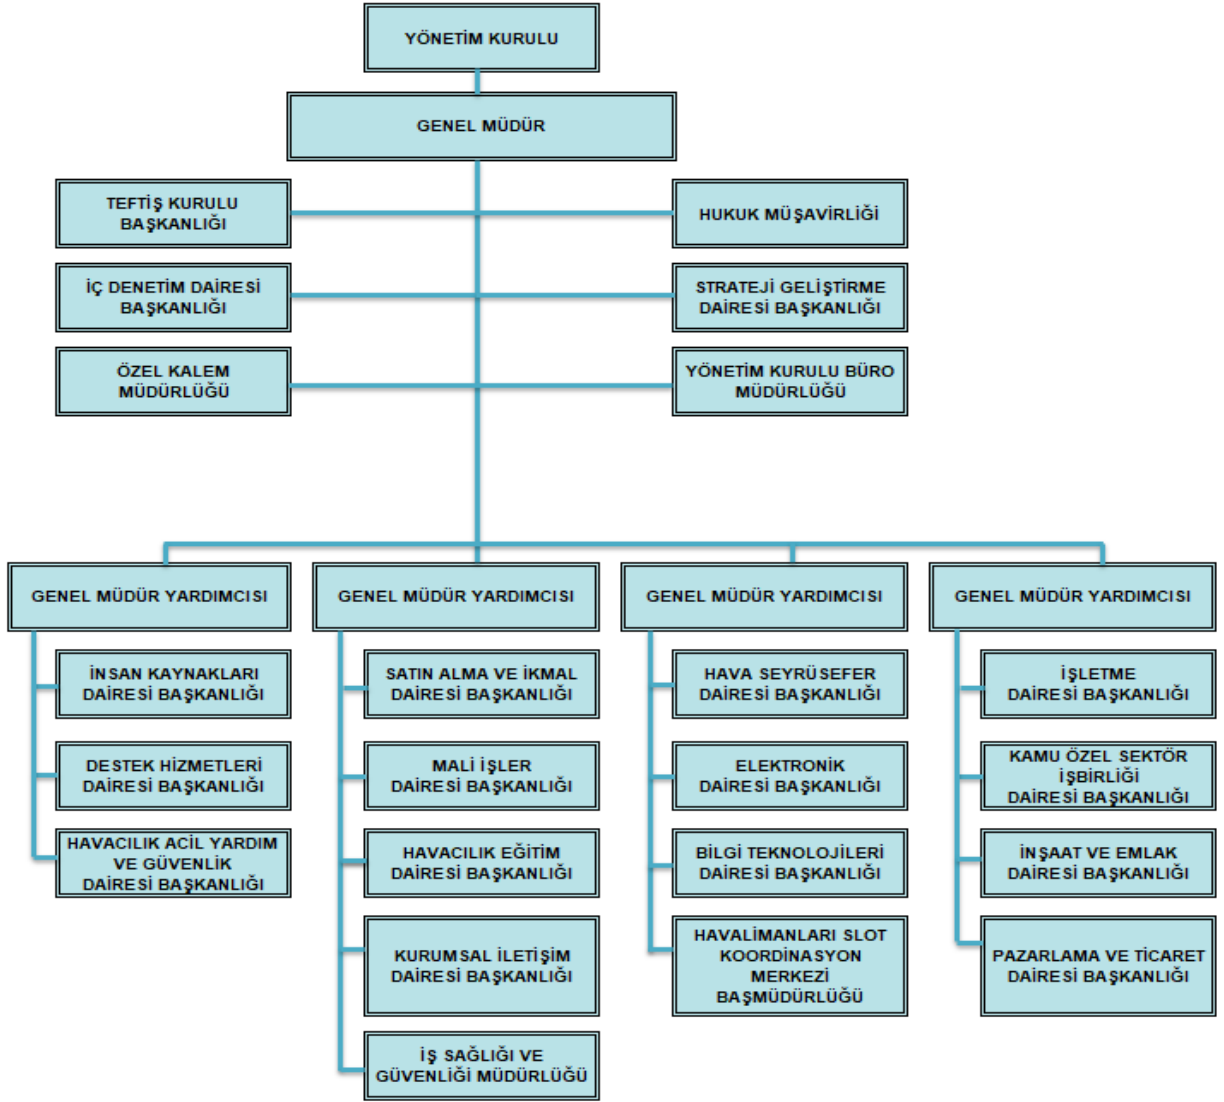 YÖNETİM KURULU
GENEL MÜDÜR
TEFTİŞ KURULU
BAŞKANLIĞI
HUKUK MÜŞAVİRLİĞİ
İÇ DENETİM DAİRESİ
BAŞKANLIĞI
STRATEJİ GELİŞTİRME
DAİRESİ BAŞKANLIĞI
ÖZEL KALEM
MÜDÜRLÜĞÜ
YÖNETİM KURULU BÜRO
MÜDÜRLÜĞÜ
GENEL MÜDÜR YARDIMCISI
İNSAN KAYNAKLARI
DAİRESİ BAŞKANLIĞI
DESTEK HİZMETLERİ
DAİRESİ BAŞKANLIĞI
HAVACILIK ACİL YARDIM
VE GÜVENLİK
DAİRESİ BAŞKANLIĞI
GENEL MÜDÜR YARDIMCISI
SATIN ALMA VE İKMAL
DAİRESİ BAŞKANLIĞI
MALİ İŞLER
DAİRESİ BAŞKANLIĞI
HAVACILIK EĞİTİM
DAİRESİ BAŞKANLIĞI
KURUMSAL İLETİŞİM
DAİRESİ BAŞKANLIĞI
İŞ SAĞLIĞI VE
GÜVENLİĞİ MÜDÜRLÜĞÜ
GENEL MÜDÜR YARDIMCISI
HAVA SEYRÜSEFER
DAİRESİ BAŞKANLIĞI
ELEKTRONİK
DAİRESİ BAŞKANLIĞI
BİLGİ TEKNOLOJİLERİ
DAİRESİ BAŞKANLIĞI
HAVALİMANLARI SLOT
KOORDİNASYON
MERKEZİ
BAŞMÜDÜRLÜĞÜ
GENEL MÜDÜR YARDIMCISI
İŞLETME
DAİRESİ BAŞKANLIĞI
KAMU ÖZEL SEKTÖR
İŞBİRLİĞİ
DAİRESİ BAŞKANLIĞI
İNŞAAT VE EMLAK
DAİRESİ BAŞKANLIĞI
PAZARLAMA VE TİCARET
DAİRESİ BAŞKANLIĞI